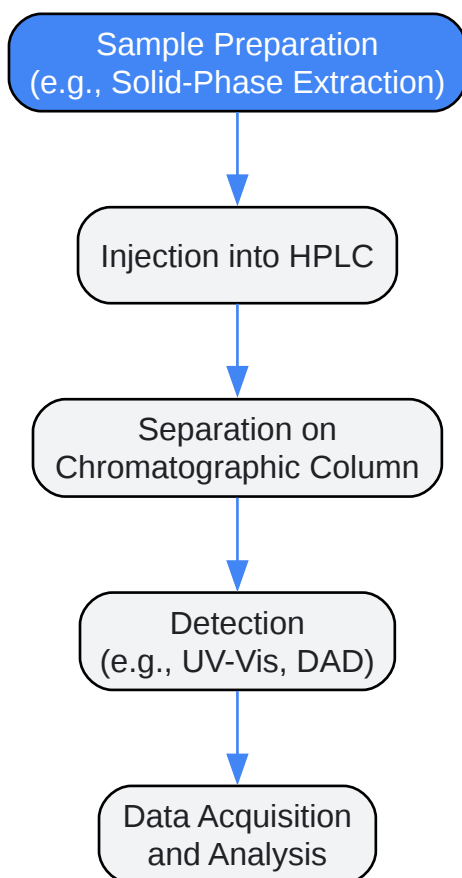 Sample Preparation
(e.g., Solid-Phase Extraction)
Injection into HPLC
Separation on
Chromatographic Column
Detection
(e.g., UV-Vis, DAD)
Data Acquisition
and Analysis